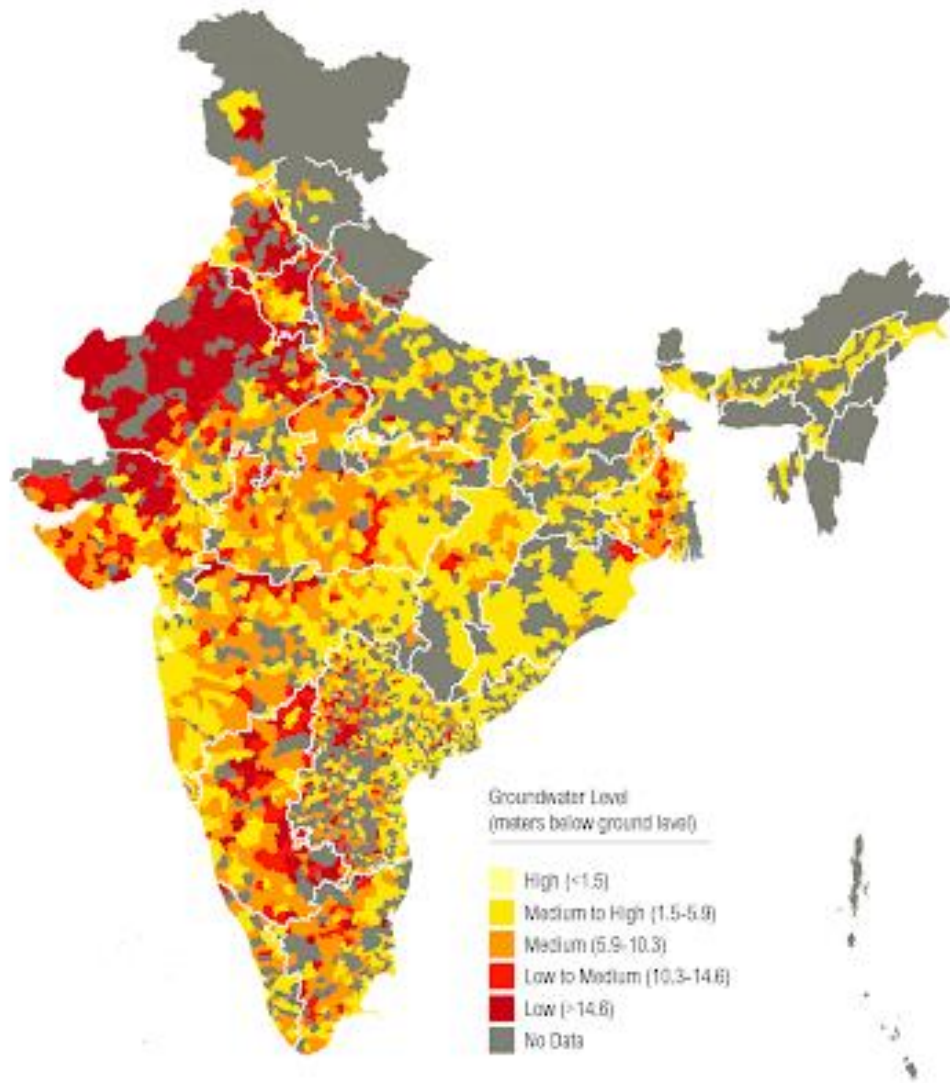 Groundwater Level
(meters below ground level)
High (<1.5)
Medium to High (1.5-5.9)
Medium (5.9-10.3)
Low to Medium (10.3-14.6)
Low (>14.6)
No Data